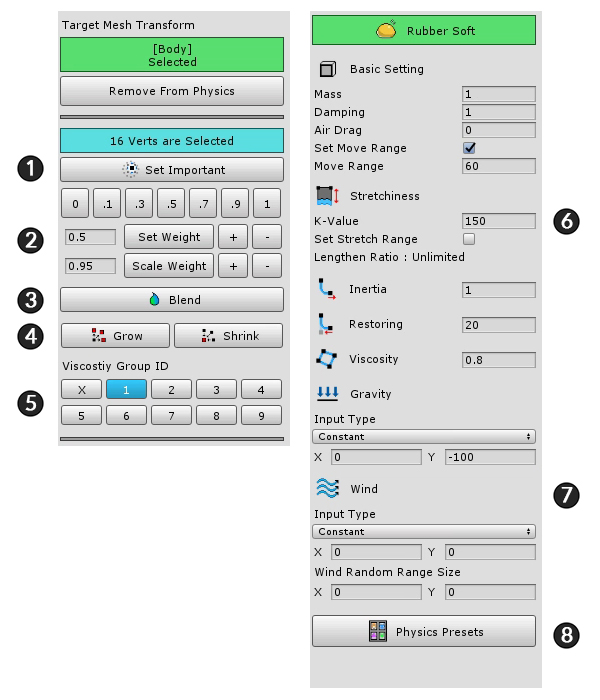 Target Mesh Transform
[Body]
Selected
Remove From Physics
16 Verts are Selected
1 Set Important
0 .1 .3 .5 .7 .9 1
2 0.5 Set Weight + -
0.95 Scale Weight + -
3 Blend
4 Grow Shrink
Viscostiy Group ID
5 X 1 2 3 4
5 6 7 8 9
Rubber Soft
Basic Setting
Mass 1
Damping 1
Air Drag 0
Set Move Range
Move Range 60
Stretchiness
K-Value 150 6
Set Stretch Range
Lengthen Ratio : Unlimited
Inertia 1
Restoring 20
Viscosity 0.8
Gravity
Input Type
Constant
X 0 Y -100
Wind 7
Input Type
Constant
X 0 Y 0
Wind Random Range Size
X 0 Y 0
Physics Presets 8